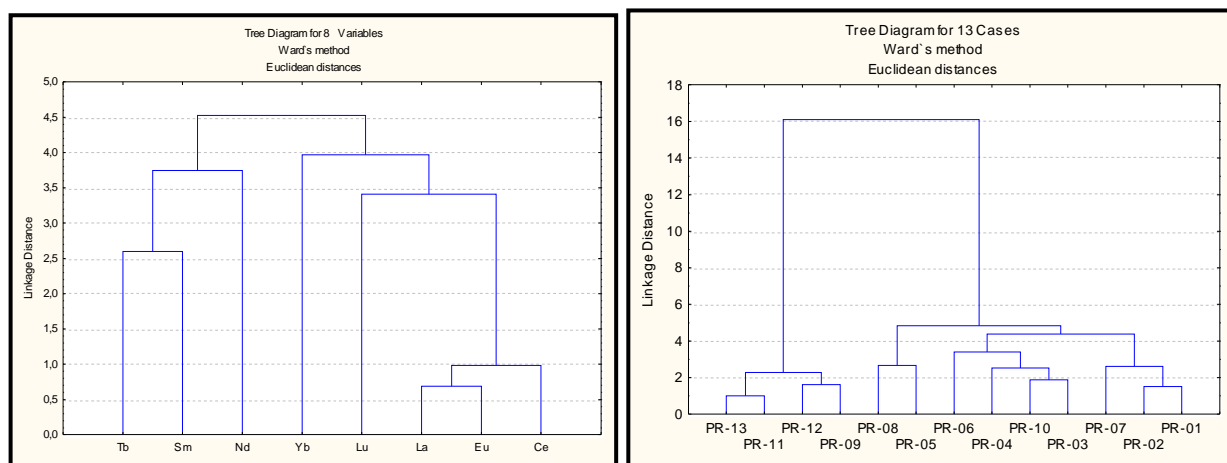 Tree Diagram for 8 Variables
Ward`s method
Euclidean distances
Linkage Distance
5,0
4,5
4,0
3,5
3,0
2,5
2,0
1,5
1,0
0,5
0,0
Tb Sm Nd Yb Lu La Eu Ce
Tree Diagram for 13 Cases
Ward`s method
Euclidean distances
Linkage Distance
18
16
14
12
10
8
6
4
2
0
PR-13 PR-12 PR-08 PR-06 PR-10 PR-07 PR-01
PR-11 PR-09 PR-05 PR-04 PR-03 PR-02